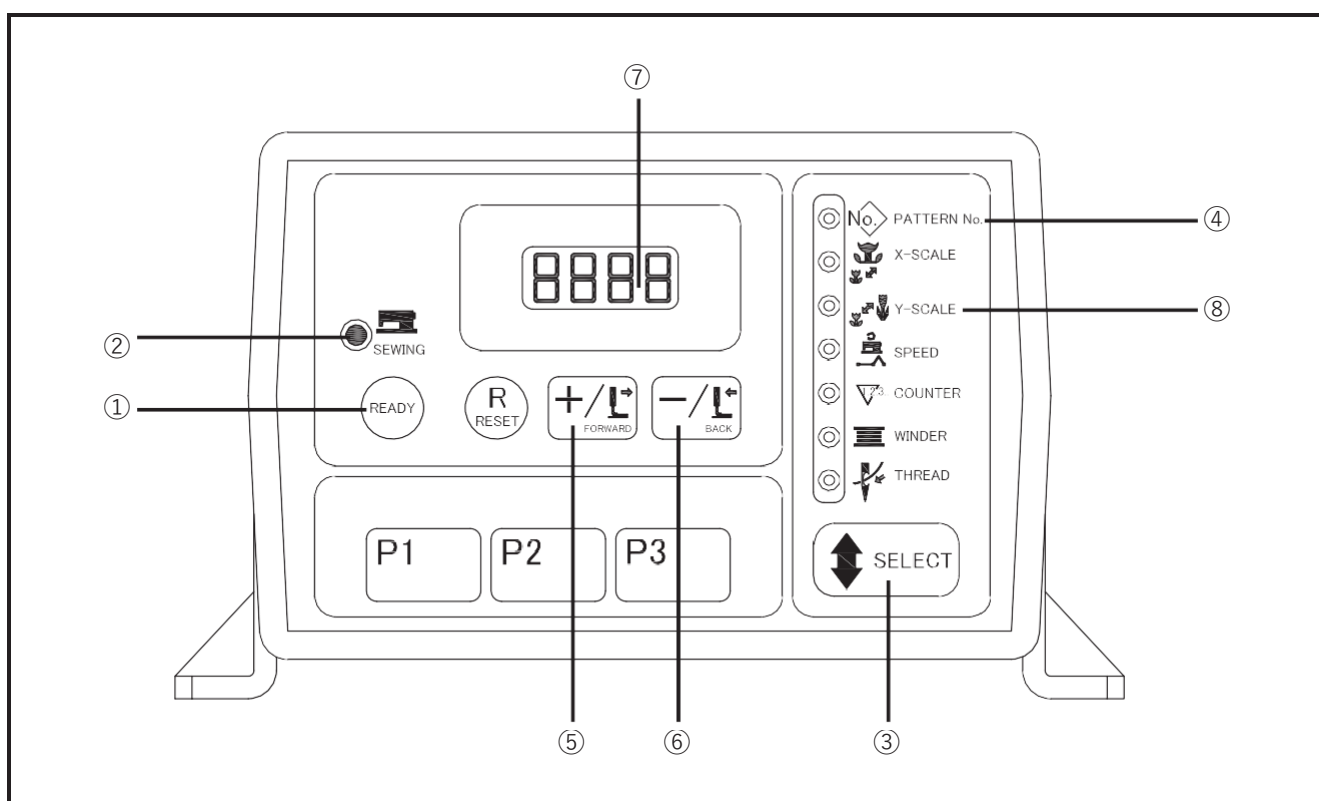 ⑦
No. PATTERN No. ④
X-SCALE
② SEWING
8888
Y-SCALE ⑧
SPEED
① READY
R
RESET
+/ FORWARD
−/ BACK
123 COUNTER
WINDER
THREAD
P1 P2 P3
SELECT
⑤ ⑥ ③